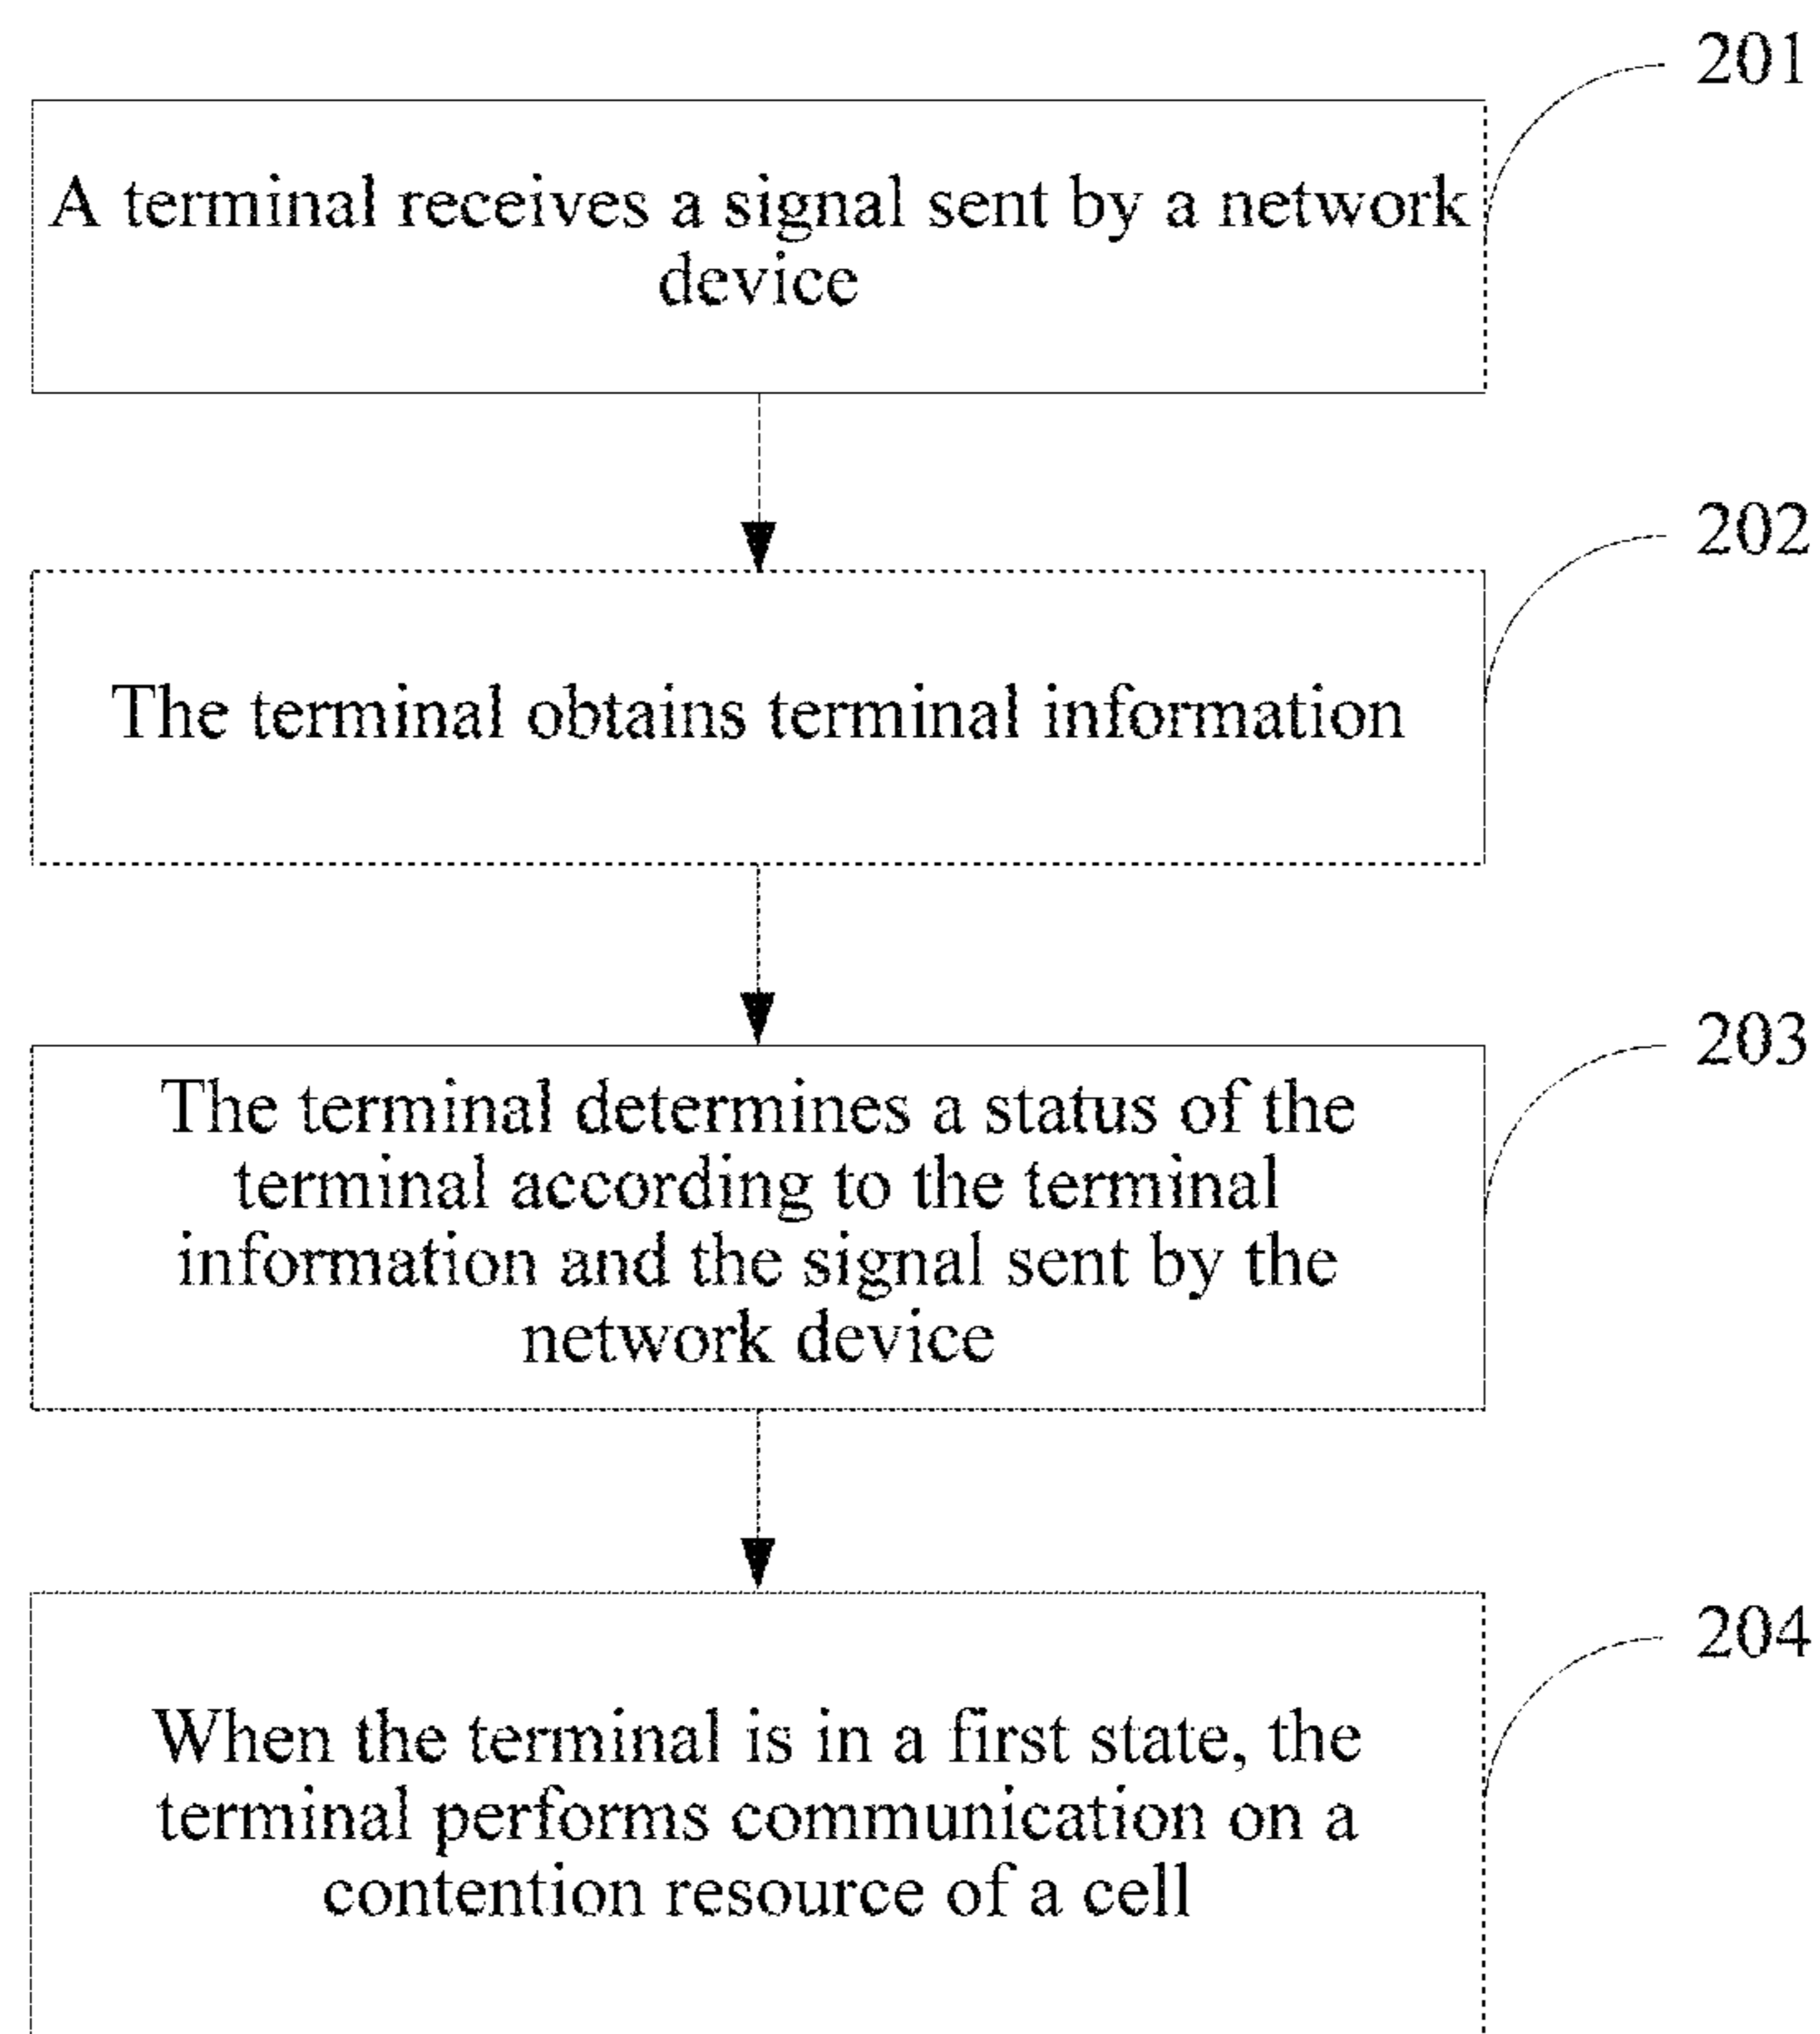 201
A terminal receives a signal sent by a network
device
202
The terminal obtains terminal information
203
The terminal determines a status of the
terminal according to the terminal
information and the signal sent by the
network device
204
When the terminal is in a first state, the
terminal performs communication on a
contention resource of a cell